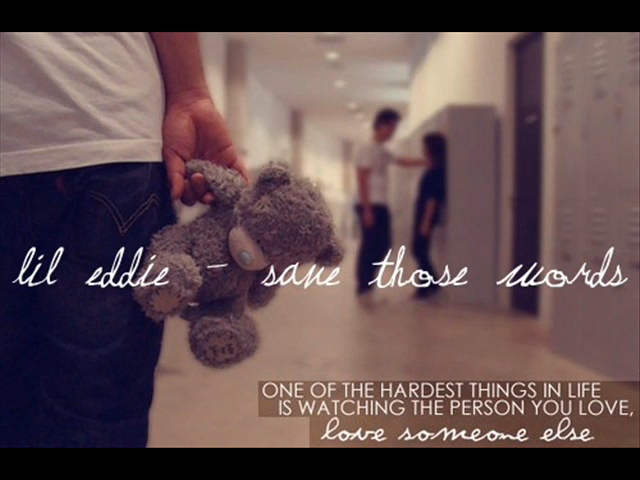 lil eddie - save those words
ONE OF THE HARDEST THINGS IN LIFE
IS WATCHING THE PERSON YOU LOVE,
love someone else